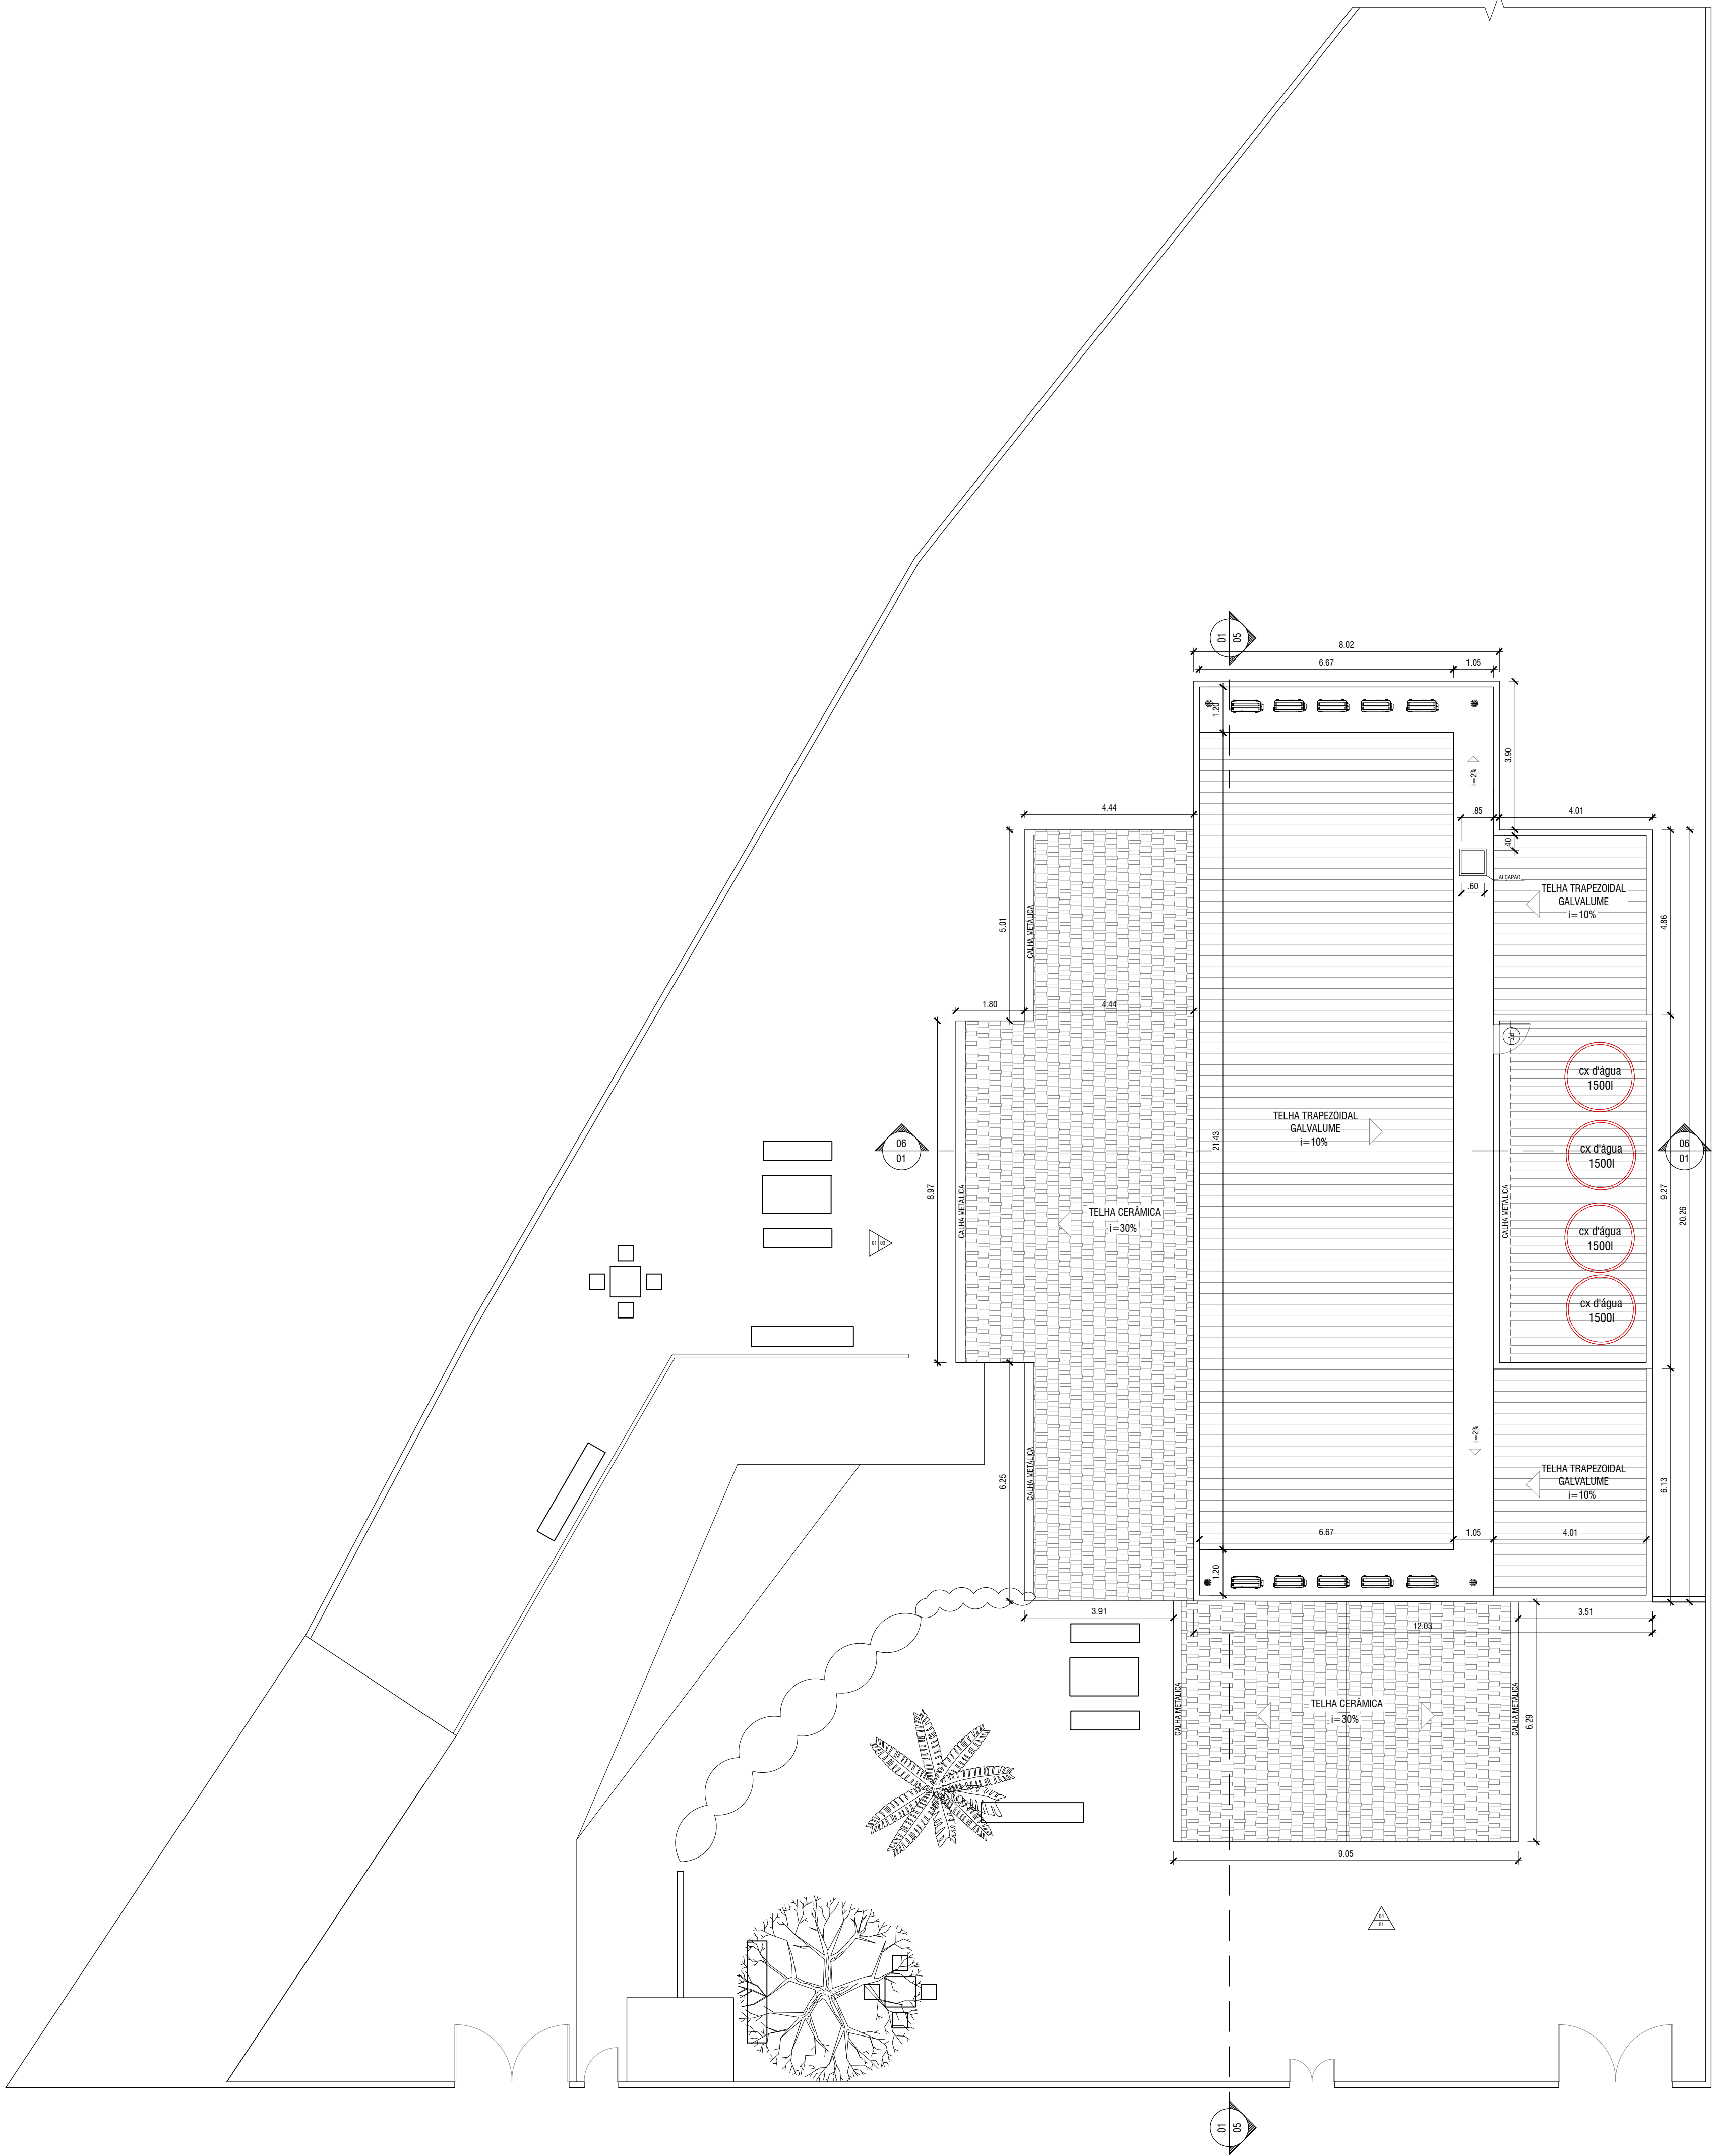 01
05
8.02
6.67
1.05
1.20
3.90
i=2%
4.44
.85
4.01
.40
ALÇAPÃO
.60
TELHA TRAPEZOIDAL
GALVALUME
i=10%
5.01
CALHA METÁLICA
4.86
1.80
4.44
cx d'água
1500l
TELHA TRAPEZOIDAL
GALVALUME
i=10%
21.43
06
01
cx d'água
1500l
06
01
8.97
CALHA METÁLICA
TELHA CERÂMICA
i=30%
CALHA METÁLICA
9.27
20.26
01
03
cx d'água
1500l
cx d'água
1500l
6.25
CALHA METÁLICA
i=2%
TELHA TRAPEZOIDAL
GALVALUME
i=10%
6.13
6.67
1.05
4.01
1.20
3.91
3.51
12.03
CALHA METÁLICA
TELHA CERÂMICA
i=30%
CALHA METÁLICA
6.29
9.05
04
01
01
05